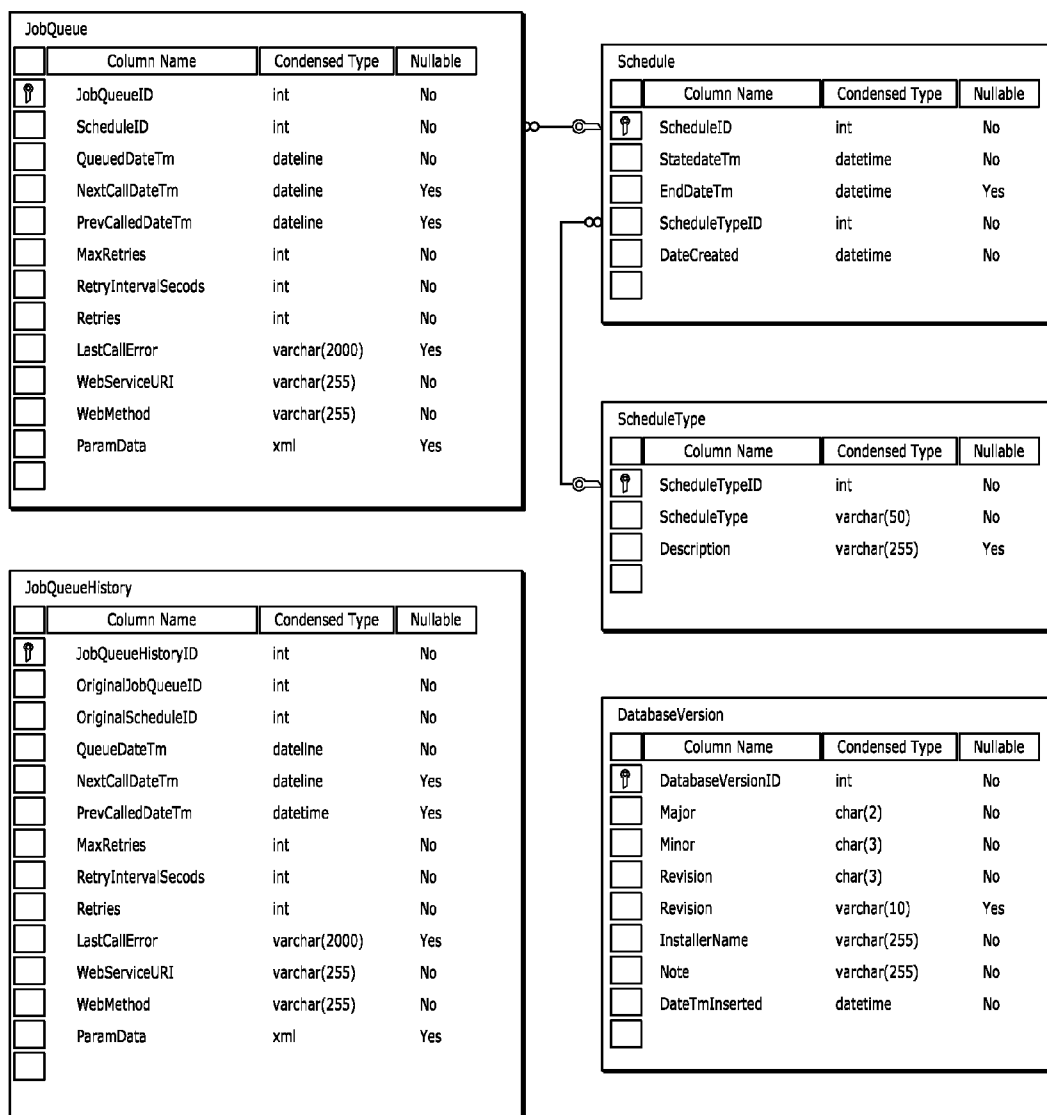 JobQueue
Column Name Condensed Type Nullable
JobQueueID int No
ScheduleID int No
QueuedDateTm dateline No
NextCallDateTm dateline Yes
PrevCalledDateTm dateline Yes
MaxRetries int No
RetryIntervalSecods int No
Retries int No
LastCallError varchar(2000) Yes
WebServiceURI varchar(255) No
WebMethod varchar(255) No
ParamData xml Yes
Schedule
Column Name Condensed Type Nullable
ScheduleID int No
StatedateTm datetime No
EndDateTm datetime Yes
ScheduleTypeID int No
DateCreated datetime No
ScheduleType
Column Name Condensed Type Nullable
ScheduleTypeID int No
ScheduleType varchar(50) No
Description varchar(255) Yes
JobQueueHistory
Column Name Condensed Type Nullable
JobQueueHistoryID int No
OriginalJobQueueID int No
OriginalScheduleID int No
QueueDateTm dateline No
NextCallDateTm dateline Yes
PrevCalledDateTm datetime Yes
MaxRetries int No
RetryIntervalSecods int No
Retries int No
LastCallError varchar(2000) Yes
WebServiceURI varchar(255) No
WebMethod varchar(255) No
ParamData xml Yes
DatabaseVersion
Column Name Condensed Type Nullable
DatabaseVersionID int No
Major char(2) No
Minor char(3) No
Revision char(3) No
Revision varchar(10) Yes
InstallerName varchar(255) No
Note varchar(255) No
DateTmInserted datetime No